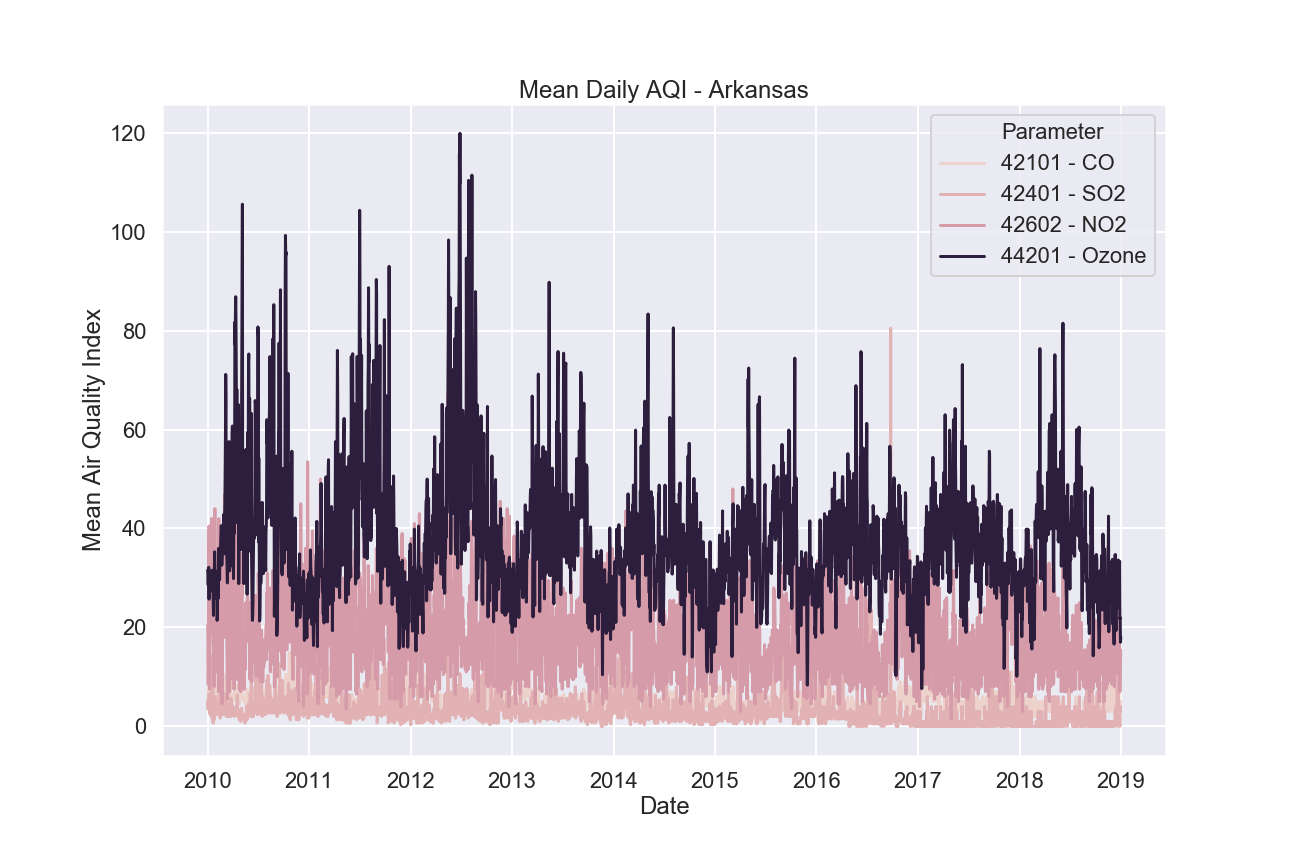 Mean Daily AQI - Arkansas
Parameter
42101 - CO
42401 - SO2
42602 - NO2
44201 - Ozone
Mean Air Quality Index
120
100
80
60
40
20
0
2010 2011 2012 2013 2014 2015 2016 2017 2018 2019
Date